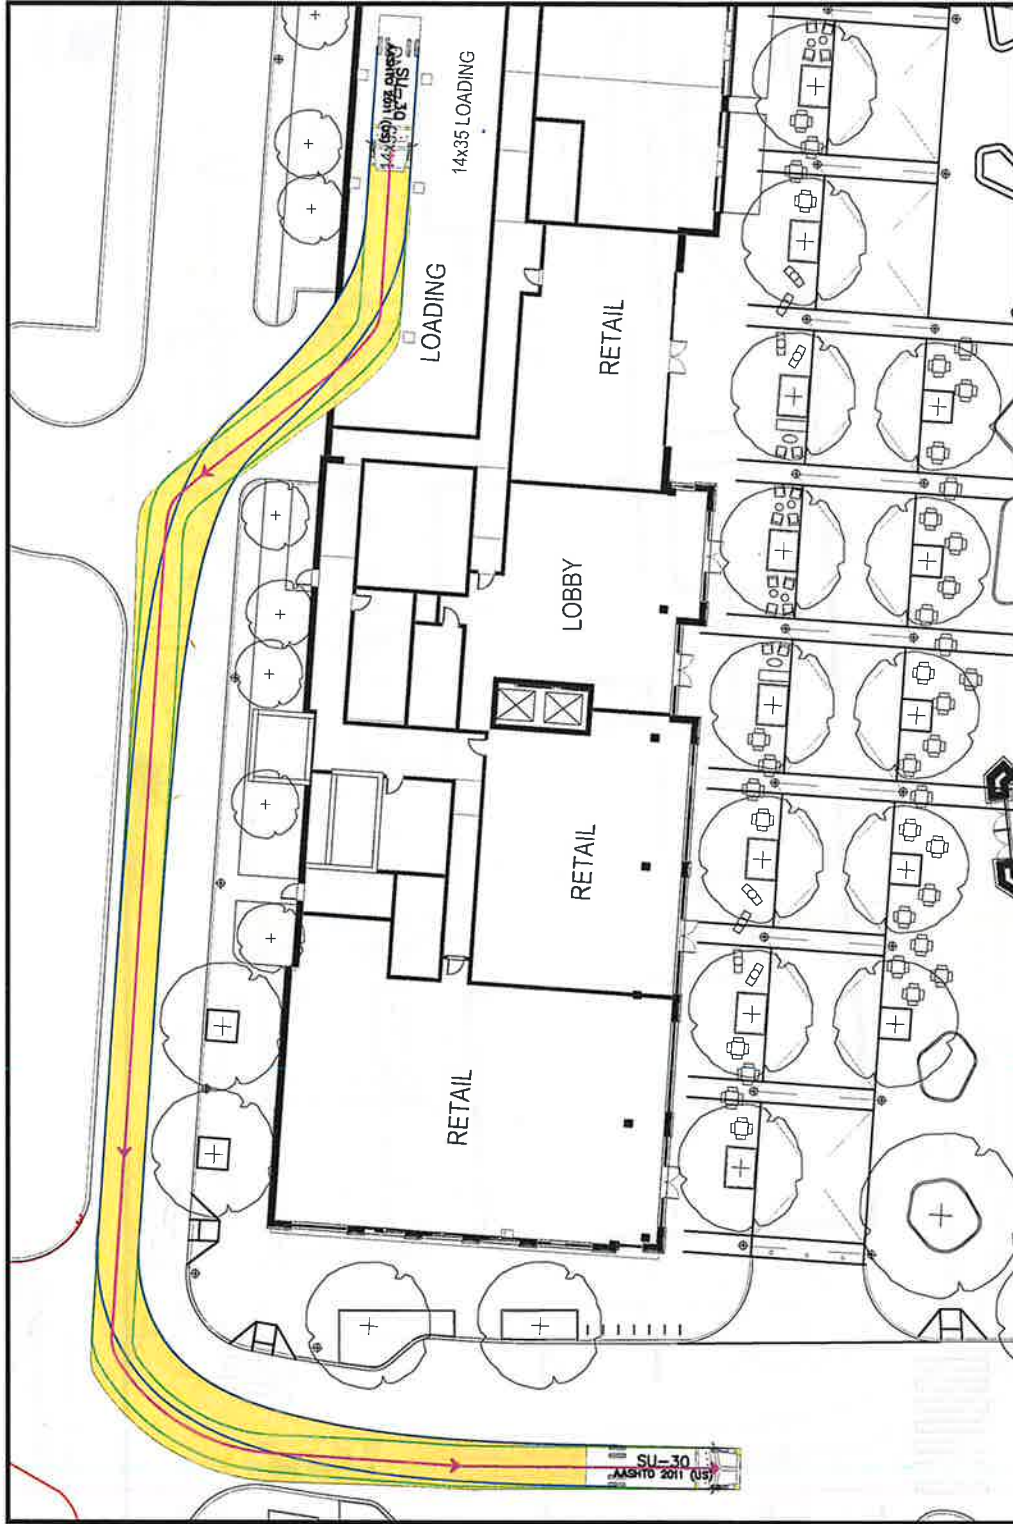 SU-30
AASHTO 2011 (US)
14x35 LOADING
LOADING
RETAIL
LOBBY
RETAIL
RETAIL
SU-30
AASHTO 2011 (US)